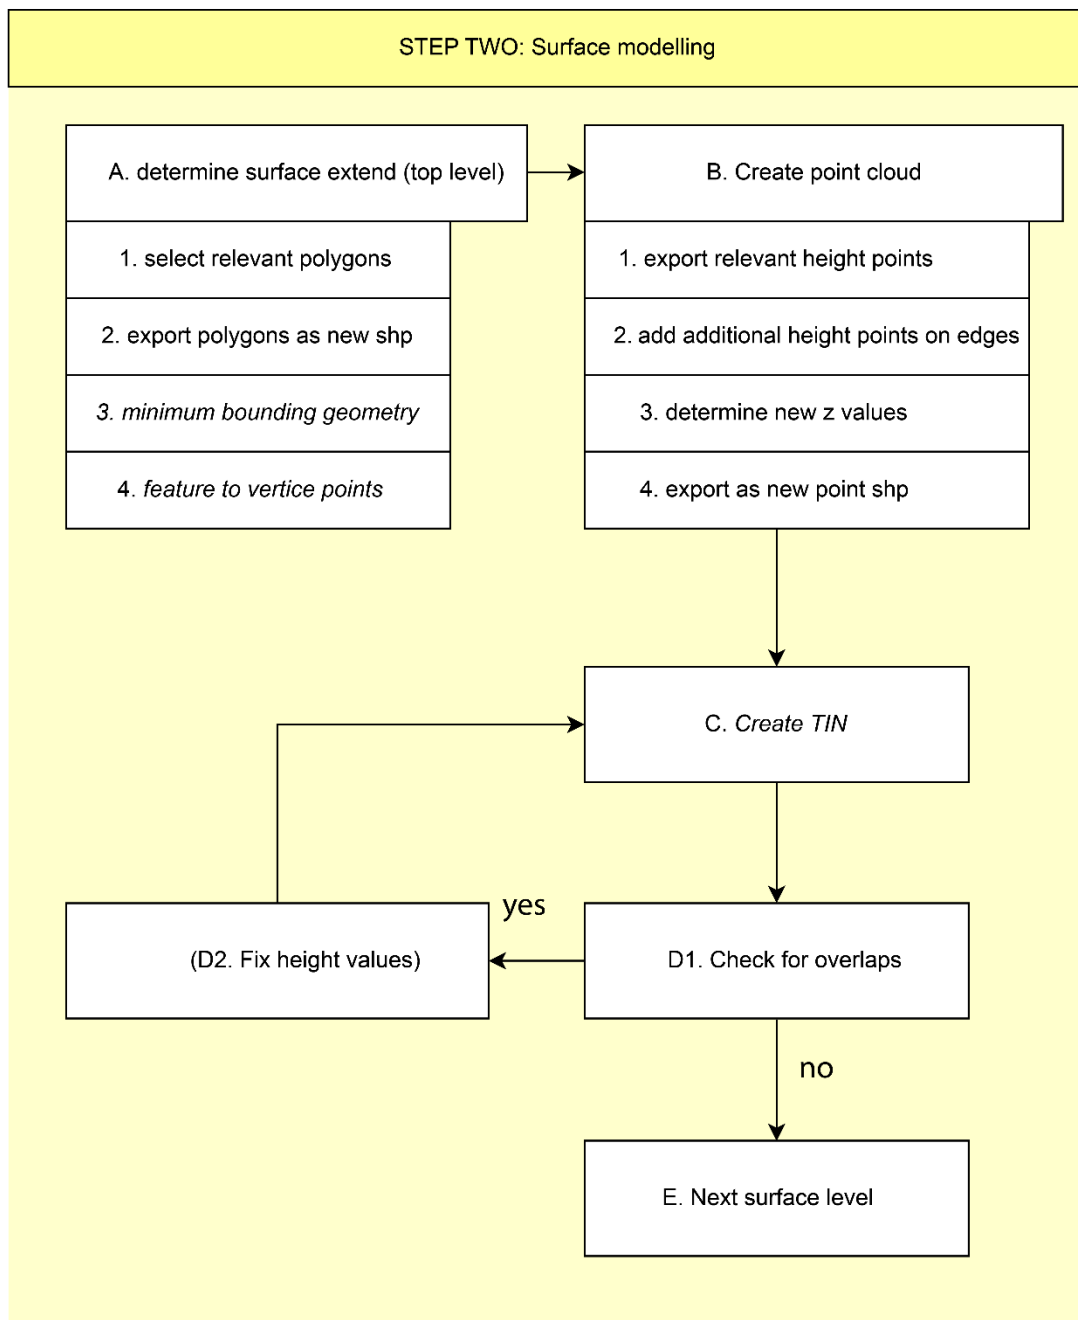 STEP TWO: Surface modelling
A. determine surface extend (top level)
1. select relevant polygons
2. export polygons as new shp
3. minimum bounding geometry
4. feature to vertice points
B. Create point cloud
1. export relevant height points
2. add additional height points on edges
3. determine new z values
4. export as new point shp
C. Create TIN
D1. Check for overlaps
yes
(D2. Fix height values)
no
E. Next surface level